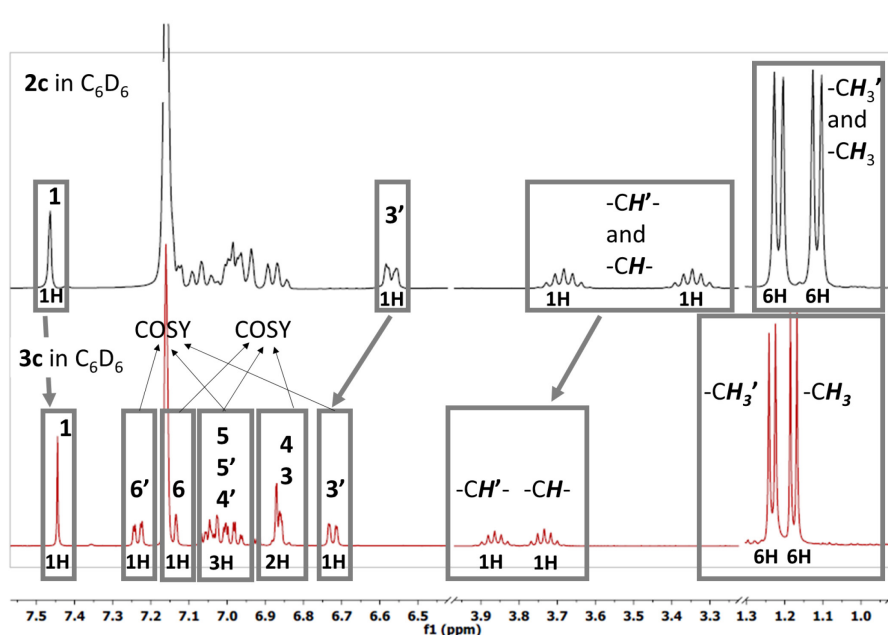 2c in C6D6
1
1H
3'
1H
-CH'-
and
-CH-
1H
1H
-CH3'
and
-CH3
6H
6H
COSY
COSY
3c in C6D6
1
1H
6'
1H
6
1H
5
5'
4'
3H
4
3
2H
3'
1H
-CH'-
-CH-
1H
1H
-CH3'
-CH3
6H
6H
7.5 7.4 7.3 7.2 7.1 7.0 6.9 6.8 6.7 6.6 6.5 3.9 3.8 3.7 3.6 3.5 3.4 3.3 1.3 1.2 1.1 1.0
f1 (ppm)